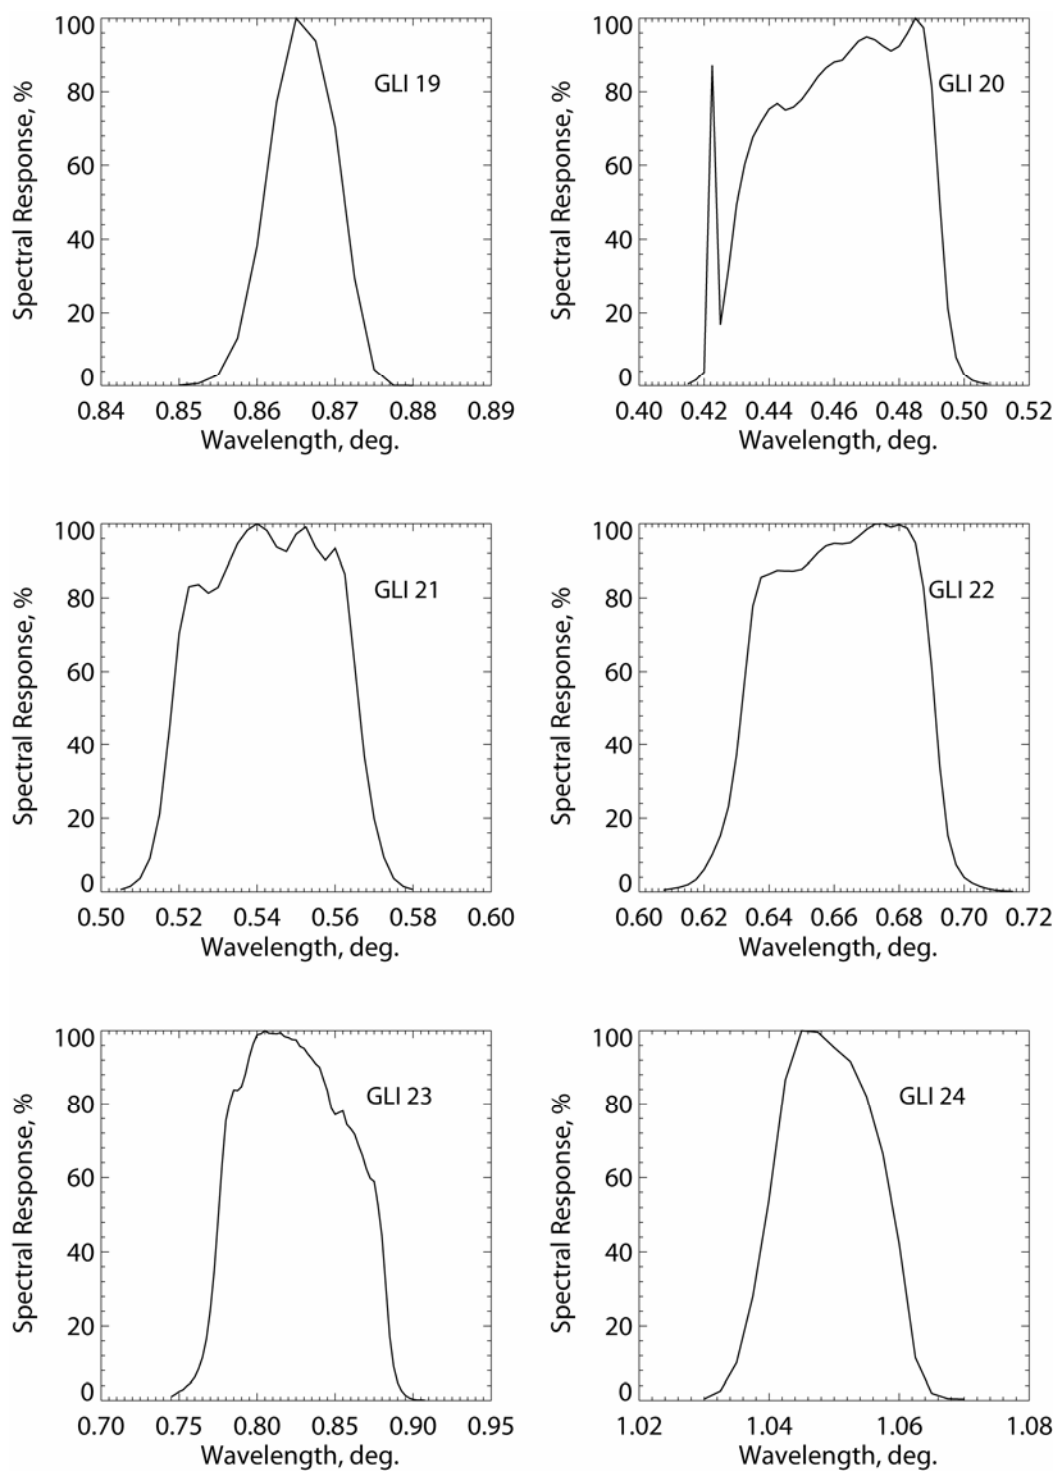 100
80
60
40
20
0
Spectral Response, %
GLI 19
0.84 0.85 0.86 0.87 0.88 0.89
Wavelength, deg.
100
80
60
40
20
0
Spectral Response, %
GLI 20
0.40 0.42 0.44 0.46 0.48 0.50 0.52
Wavelength, deg.
100
80
60
40
20
0
Spectral Response, %
GLI 21
0.50 0.52 0.54 0.56 0.58 0.60
Wavelength, deg.
100
80
60
40
20
0
Spectral Response, %
GLI 22
0.60 0.62 0.64 0.66 0.68 0.70 0.72
Wavelength, deg.
100
80
60
40
20
0
Spectral Response, %
GLI 23
0.70 0.75 0.80 0.85 0.90 0.95
Wavelength, deg.
100
80
60
40
20
0
Spectral Response, %
GLI 24
1.02 1.04 1.06 1.08
Wavelength, deg.